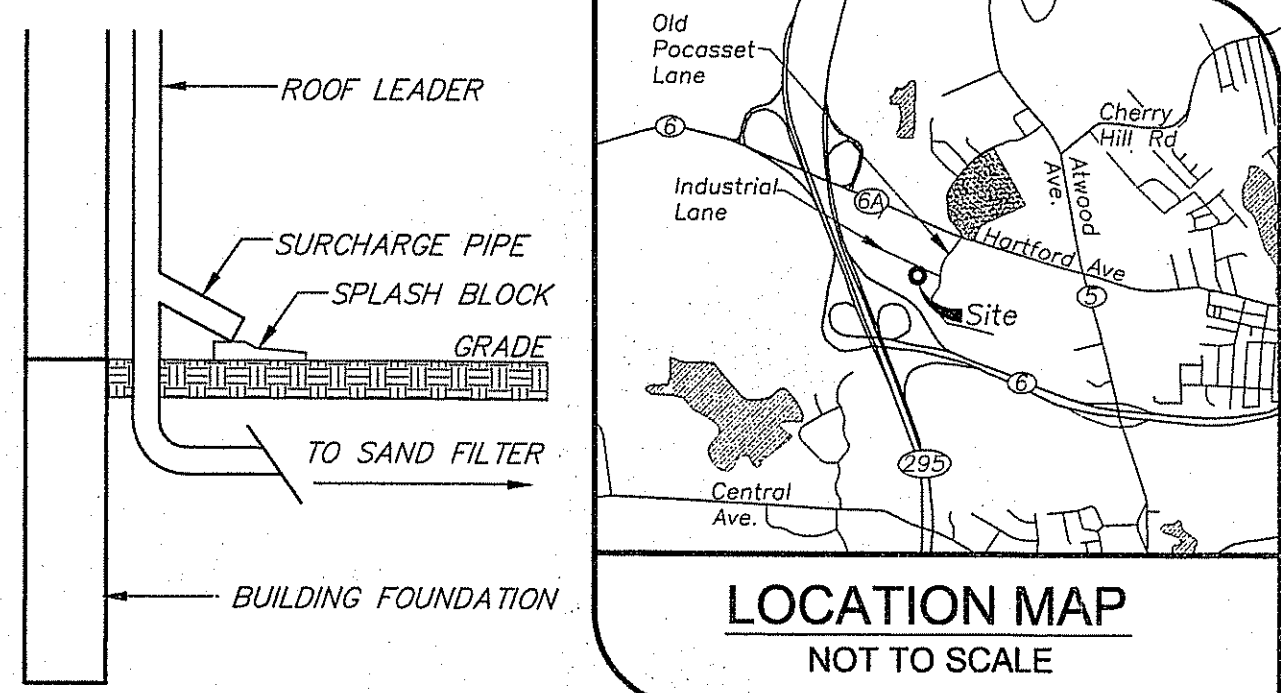 ROOF LEADER
SURCHARGE PIPE
SPLASH BLOCK
GRADE
TO SAND FILTER
BUILDING FOUNDATION
Old
Pocasset
Lane
6
Industrial
Lane
6A
Cherry
Hill Rd
Atwood
Ave.
Hartford Ave
5
Site
6
295
Central
Ave.
LOCATION MAP
NOT TO SCALE